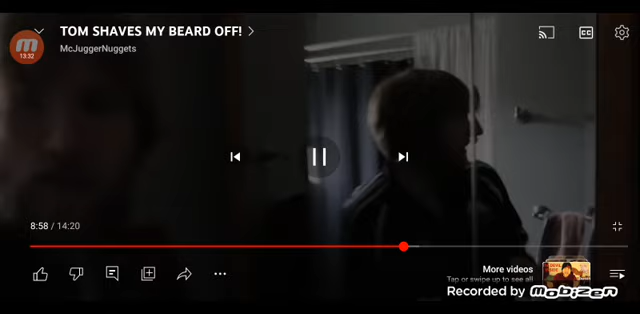 TOM SHAVES MY BEARD OFF!
McJuggerNuggets
13:32
CC
8:58 / 14:20
More videos
Tap or swipe up to see all
Recorded by MOBIZEN